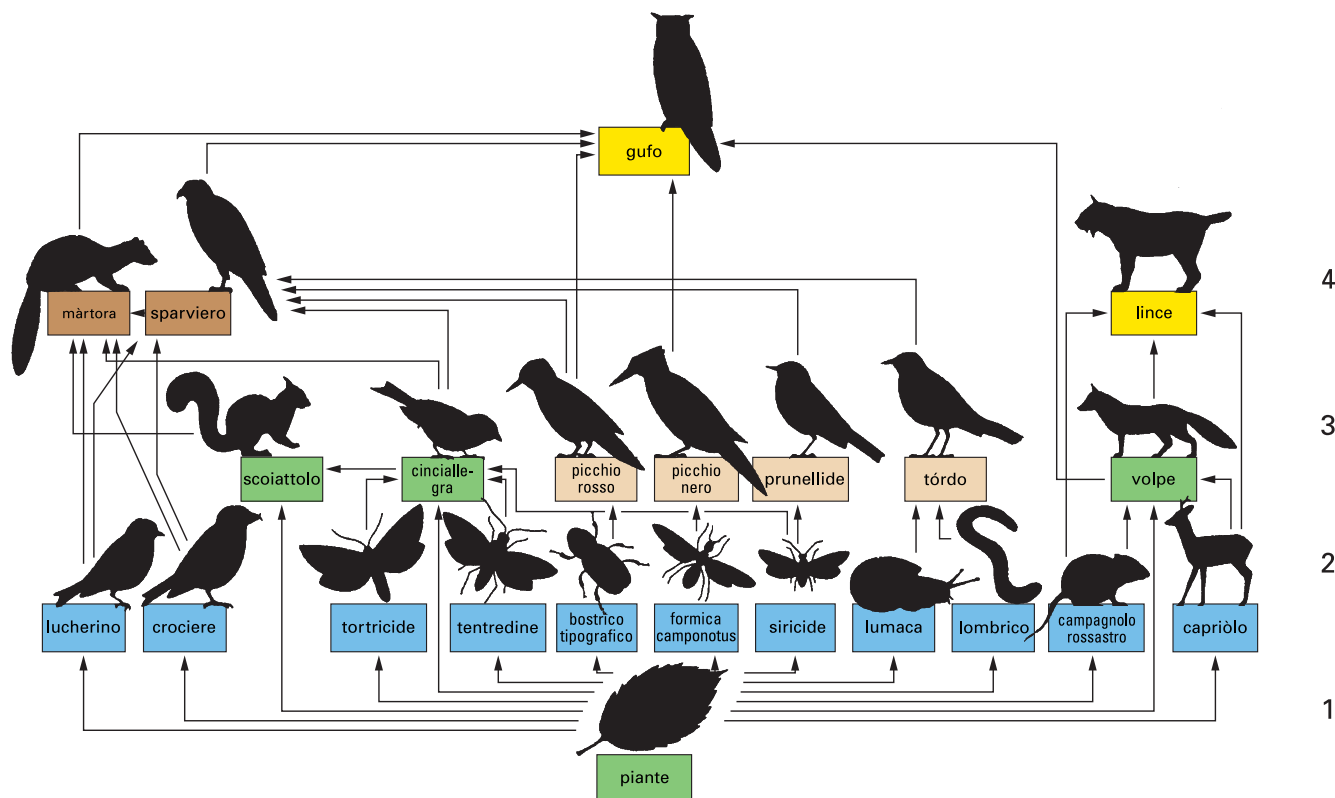 gufo
4
màrtora
sparviero
lince
3
scoiattolo
cincialle-
gra
picchio
rosso
picchio
nero
prunellide
tórdo
volpe
2
lucherino
crociere
tortricide
tentredine
bostrico
tipografico
formica
camponotus
siricide
lumaca
lombrico
campagnolo
rossastro
capriòlo
1
piante